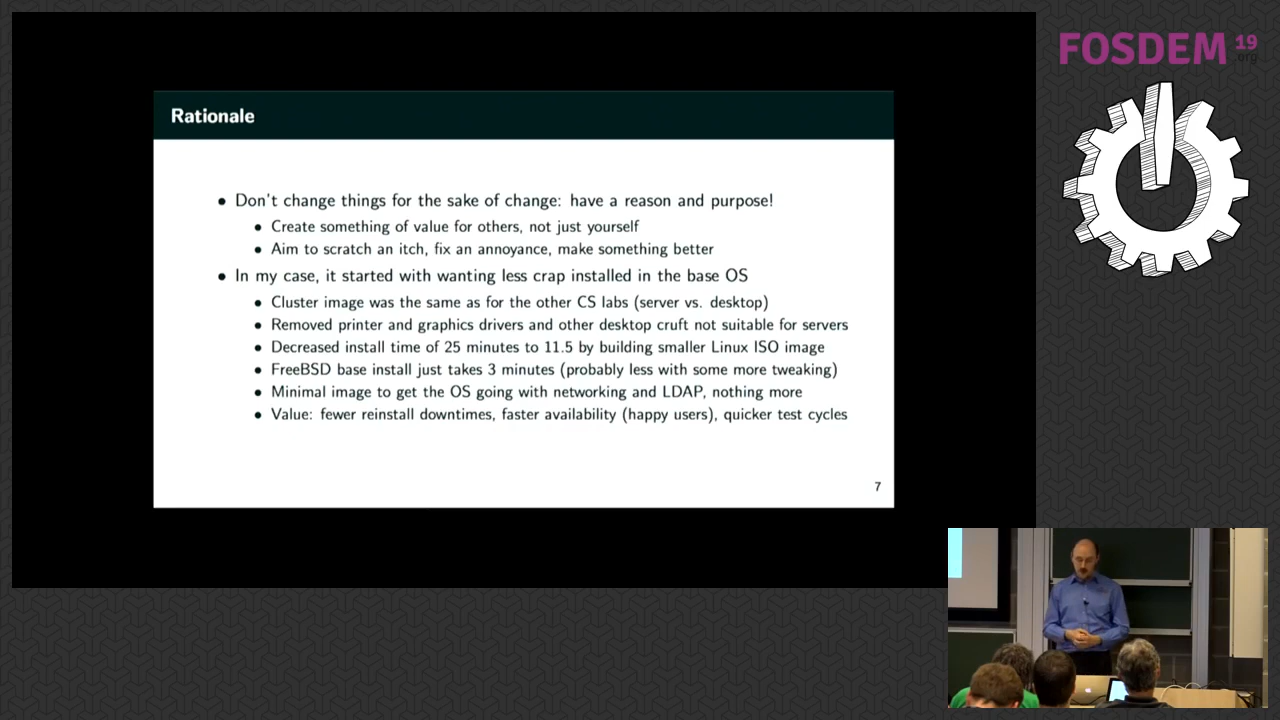 FOSDEM 19
.org
Rationale
• Don't change things for the sake of change: have a reason and purpose!
• Create something of value for others, not just yourself
• Aim to scratch an itch, fix an annoyance, make something better
• In my case, it started with wanting less crap installed in the base OS
• Cluster image was the same as for the other CS labs (server vs. desktop)
• Removed printer and graphics drivers and other desktop cruft not suitable for servers
• Decreased install time of 25 minutes to 11.5 by building smaller Linux ISO image
• FreeBSD base install just takes 3 minutes (probably less with some more tweaking)
• Minimal image to get the OS going with networking and LDAP, nothing more
• Value: fewer reinstall downtimes, faster availability (happy users), quicker test cycles
7